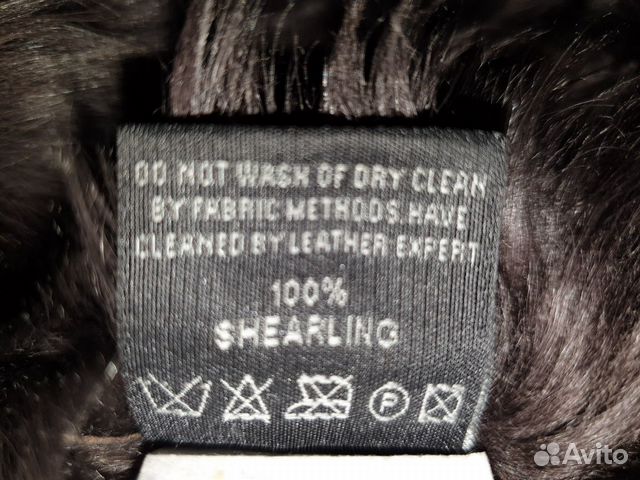 DO NOT WASH OF DRY CLEAN
BY FABRIC METHODS HAVE
CLEANED BY LEATHER EXPERT
100%
SHEARLING
P
Avito